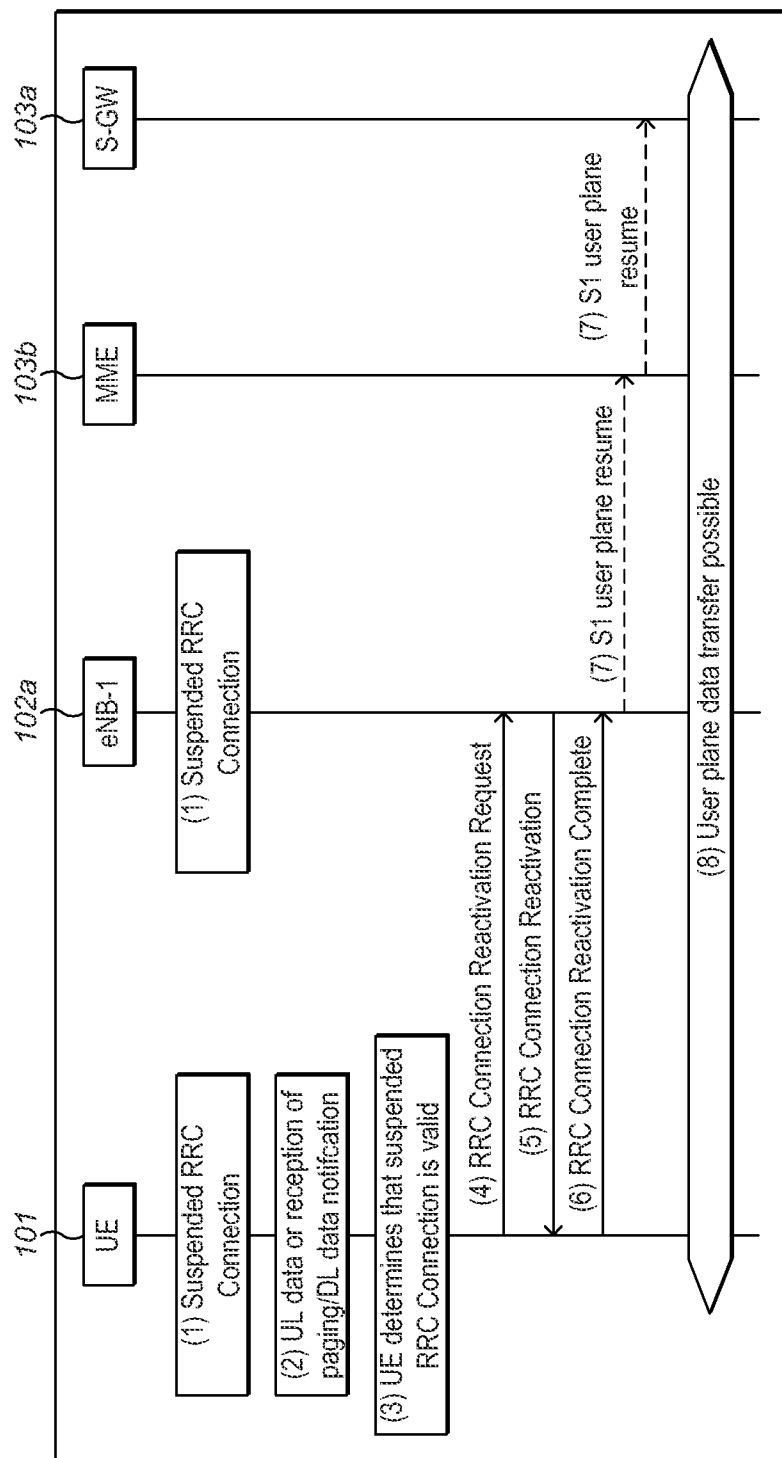 101
102a
103b
103a
UE
eNB-1
MME
S-GW
(1) Suspended RRC
Connection
(1) Suspended RRC
Connection
(2) UL data or reception of
paging/DL data notifcation
(3) UE determines that suspended
RRC Connection is valid
(4) RRC Connection Reactivation Request
(5) RRC Connection Reactivation
(6) RRC Connection Reactivation Complete
(7) S1 user plane resume
(7) S1 user plane
resume
(8) User plane data transfer possible